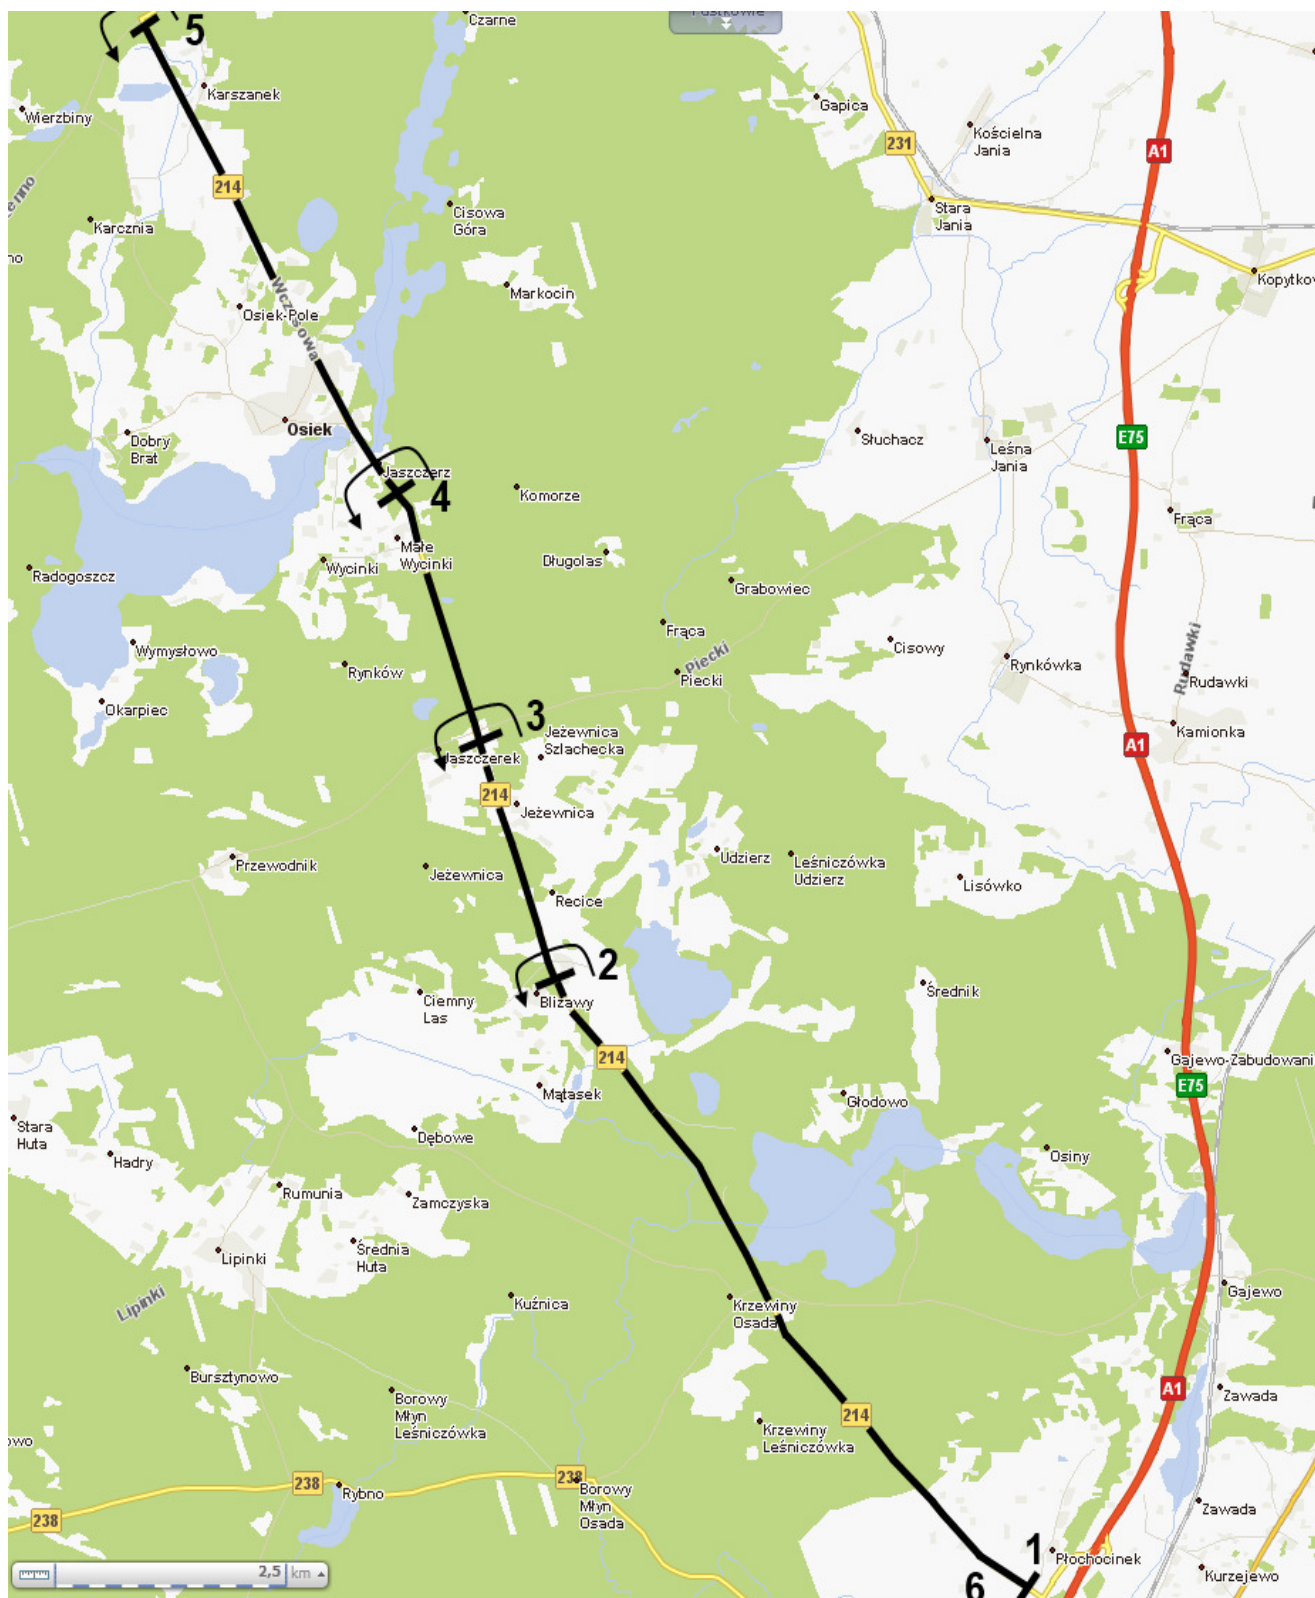 5
Czarne
Karszanek
Wierzbiny
Gapica
Kościelna
Jania
231
A1
214
Karcznia
Cisowa
Góra
Stara
Jania
Markocin
Kopytkow
Osiek-Pole
Wczasowa
Osiek
Dobry
Brat
Słuchacz
Leśna
Jania
E75
Jaszczerz
4
Komorze
Frąca
Małe
Wycinki
Wycinki
Długolas
Radogoszcz
Grabowiec
Frąca
Wymysłowo
Cisowy
Rynków
Piecki
Piecki
Rynkówka
Rudawki
Rudawki
Okarpiec
3
Jeżewnica
Szlachecka
Kamionka
A1
Jaszczerek
214
Jeżewnica
Przewodnik
Jeżewnica
Udzierz
Leśniczówka
Udzierz
Lisówko
Recice
2
Ciemny
Las
Bliżawy
Średnik
214
Gajewo-Zabudowani
E75
Mątasek
Głodowo
Stara
Huta
Dębowe
Hadry
Osiny
Rumunia
Zamczyska
Średnia
Huta
Lipinki
Lipinki
Kuźnica
Krzewiny
Osada
Gajewo
Bursztynowo
Borowy
Młyn
Leśniczówka
A1
Zawada
214
Krzewiny
Leśniczówka
238
238
Rybno
Borowy
Młyn
Osada
238
Zawada
1
Płochocinek
6
Kurzejewo
2,5 km